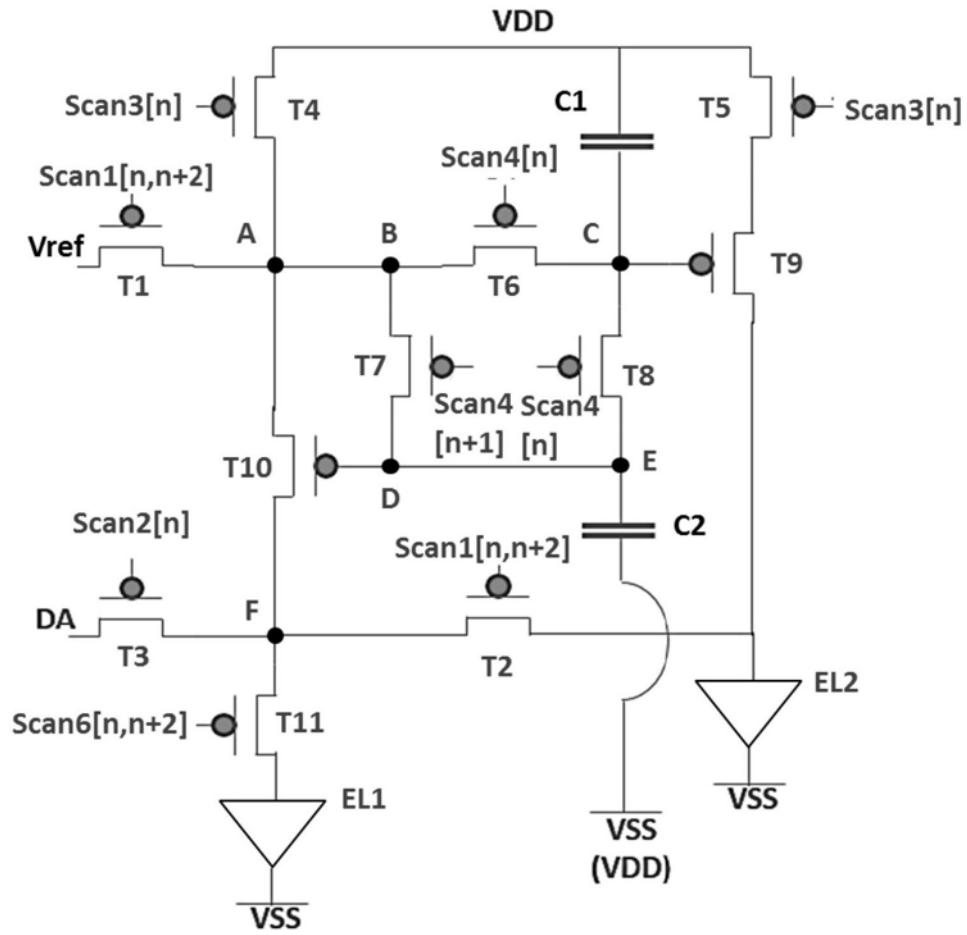 VDD
Scan3[n]
T4
C1
T5
Scan3[n]
Scan4[n]
Scan1[n,n+2]
A
B
C
Vref
T1
T6
T9
T7
T8
Scan4
[n+1]
Scan4
[n]
T10
D
E
Scan2[n]
C2
Scan1[n,n+2]
DA
F
T3
T2
EL2
Scan6[n,n+2]
T11
EL1
VSS
VSS
(VDD)
VSS